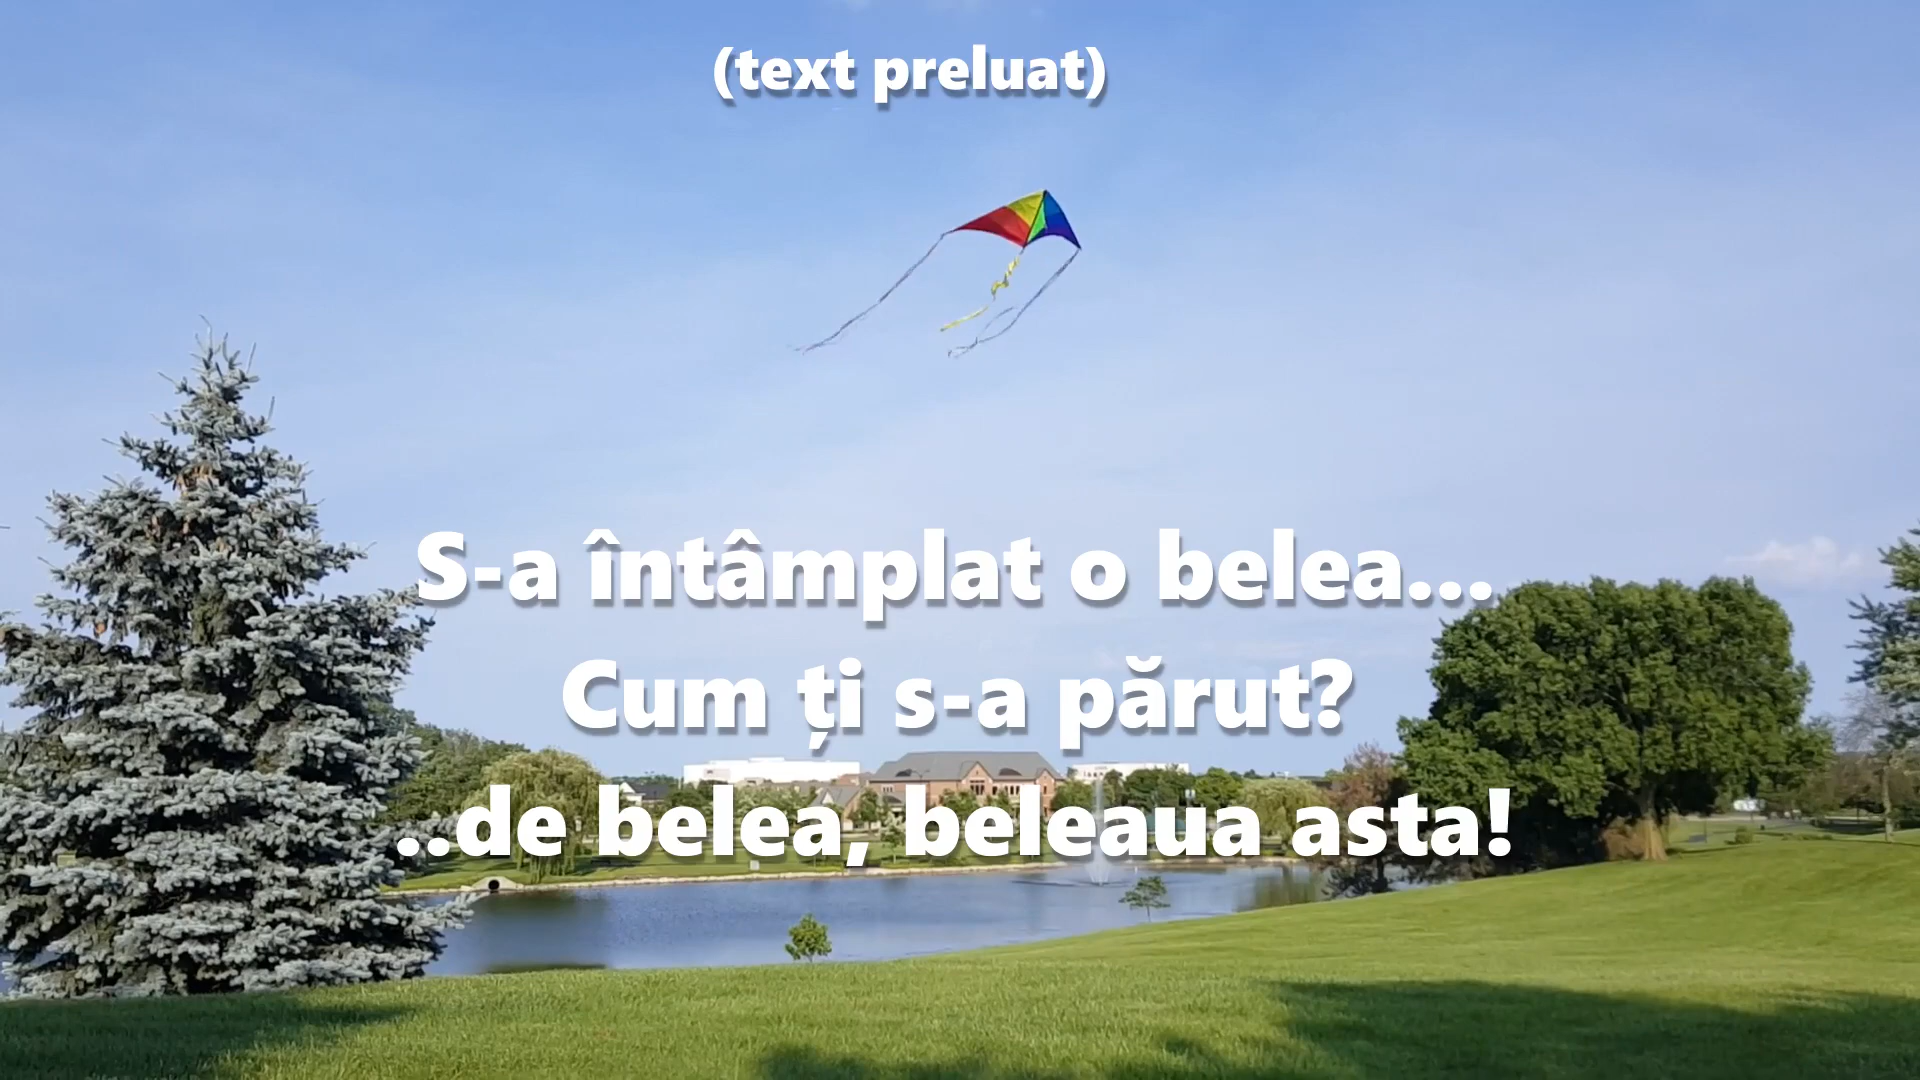 (text preluat)
S-a întâmplat o belea...
Cum ți s-a părut?
..de belea, beleaua asta!